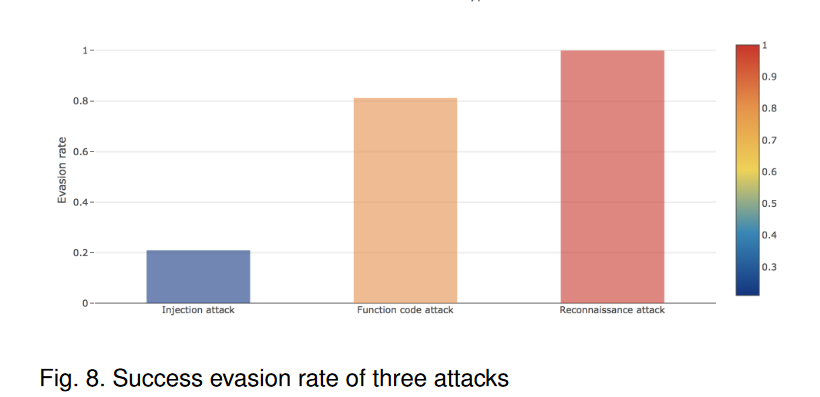 1
0.8
0.6
0.4
0.2
0
Evasion rate
Injection attack
Function code attack
Reconnaissance attack
1
0.9
0.8
0.7
0.6
0.5
0.4
0.3
Fig. 8. Success evasion rate of three attacks